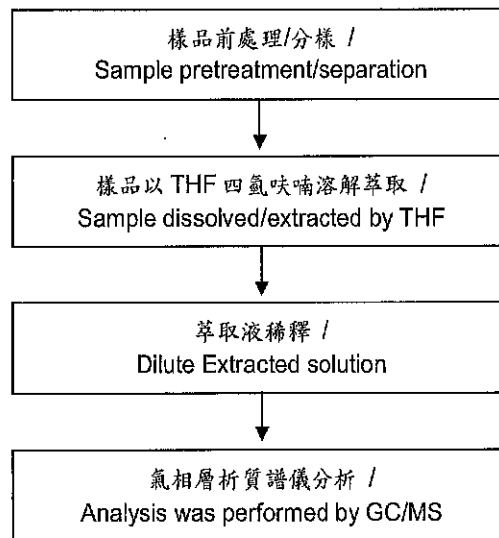 樣品前處理/分樣 /
Sample pretreatment/separation
樣品以 THF 四氫呋喃溶解萃取 /
Sample dissolved/extracted by THF
萃取液稀釋 /
Dilute Extracted solution
氣相層析質譜儀分析 /
Analysis was performed by GC/MS